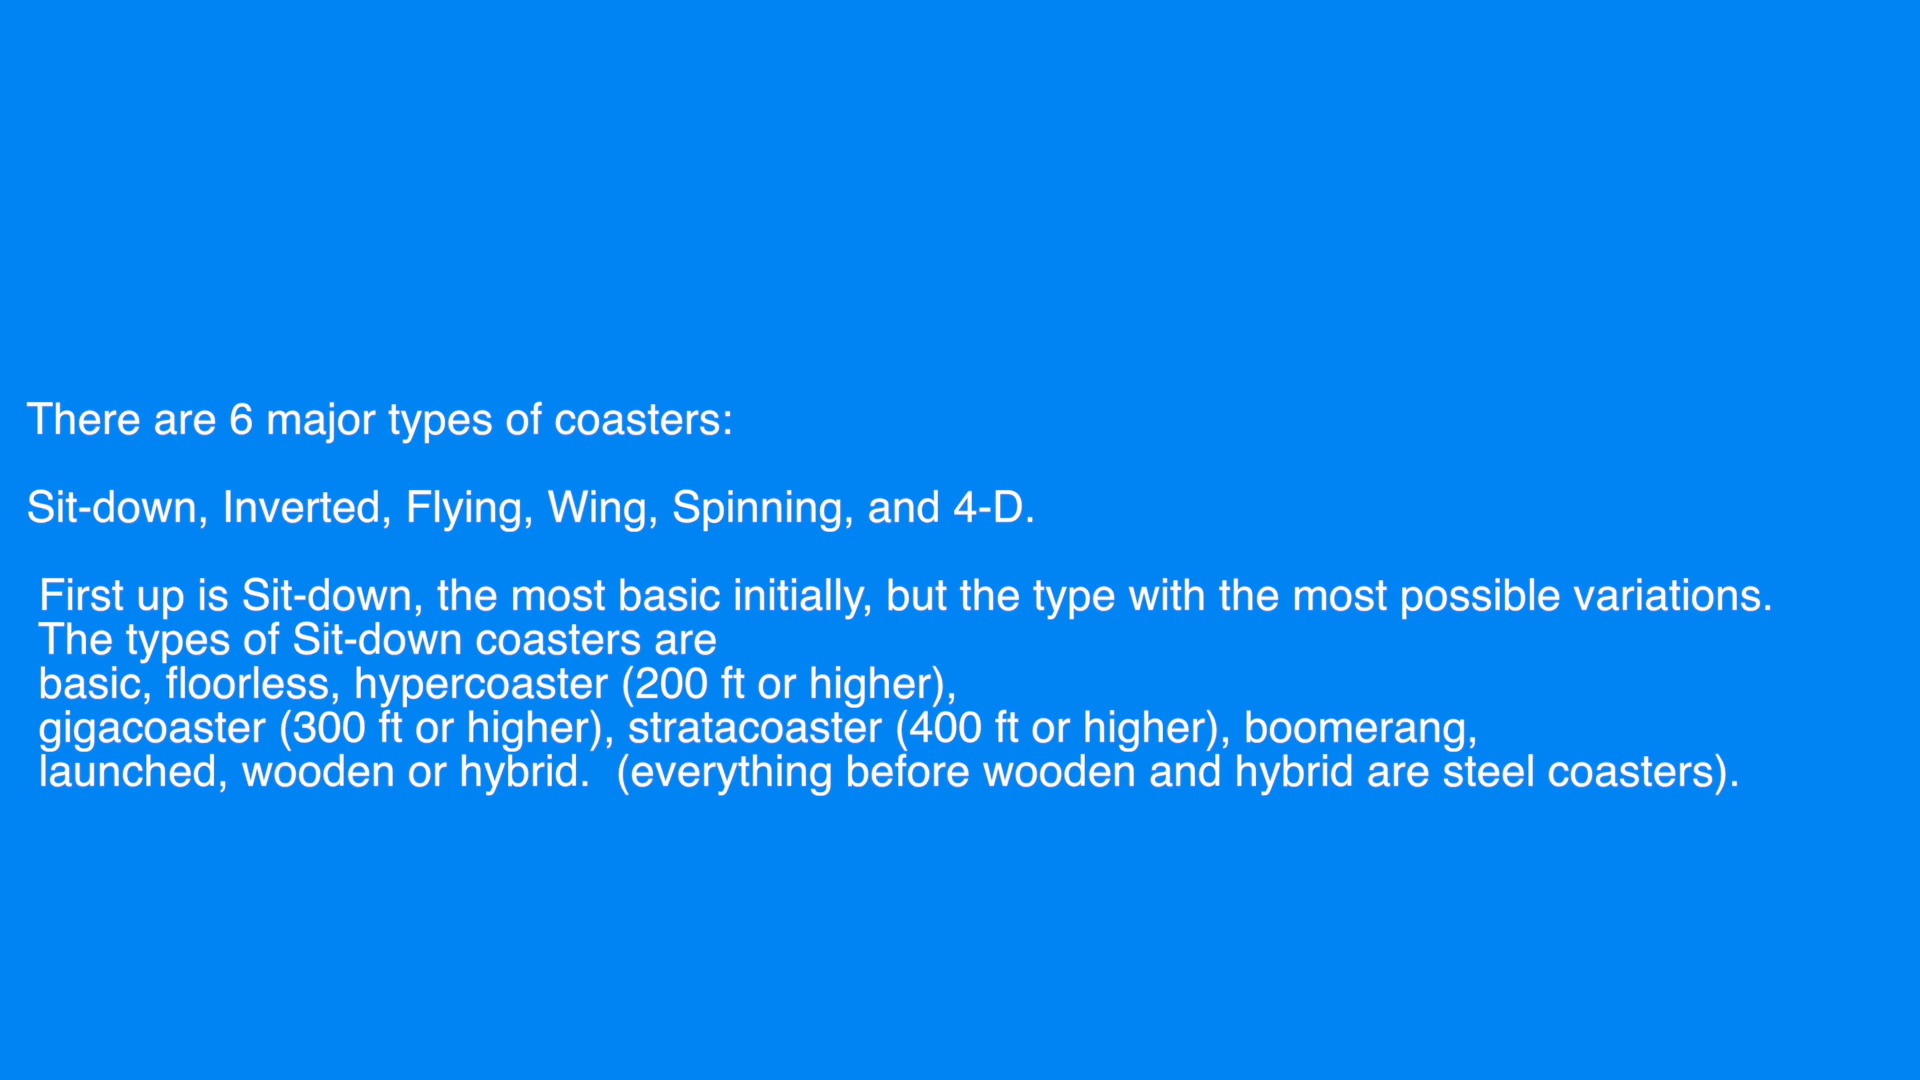 There are 6 major types of coasters:
Sit-down, Inverted, Flying, Wing, Spinning, and 4-D.
First up is Sit-down, the most basic initially, but the type with the most possible variations.
The types of Sit-down coasters are
basic, floorless, hypercoaster (200 ft or higher),
gigacoaster (300 ft or higher), stratacoaster (400 ft or higher), boomerang,
launched, wooden or hybrid.  (everything before wooden and hybrid are steel coasters).